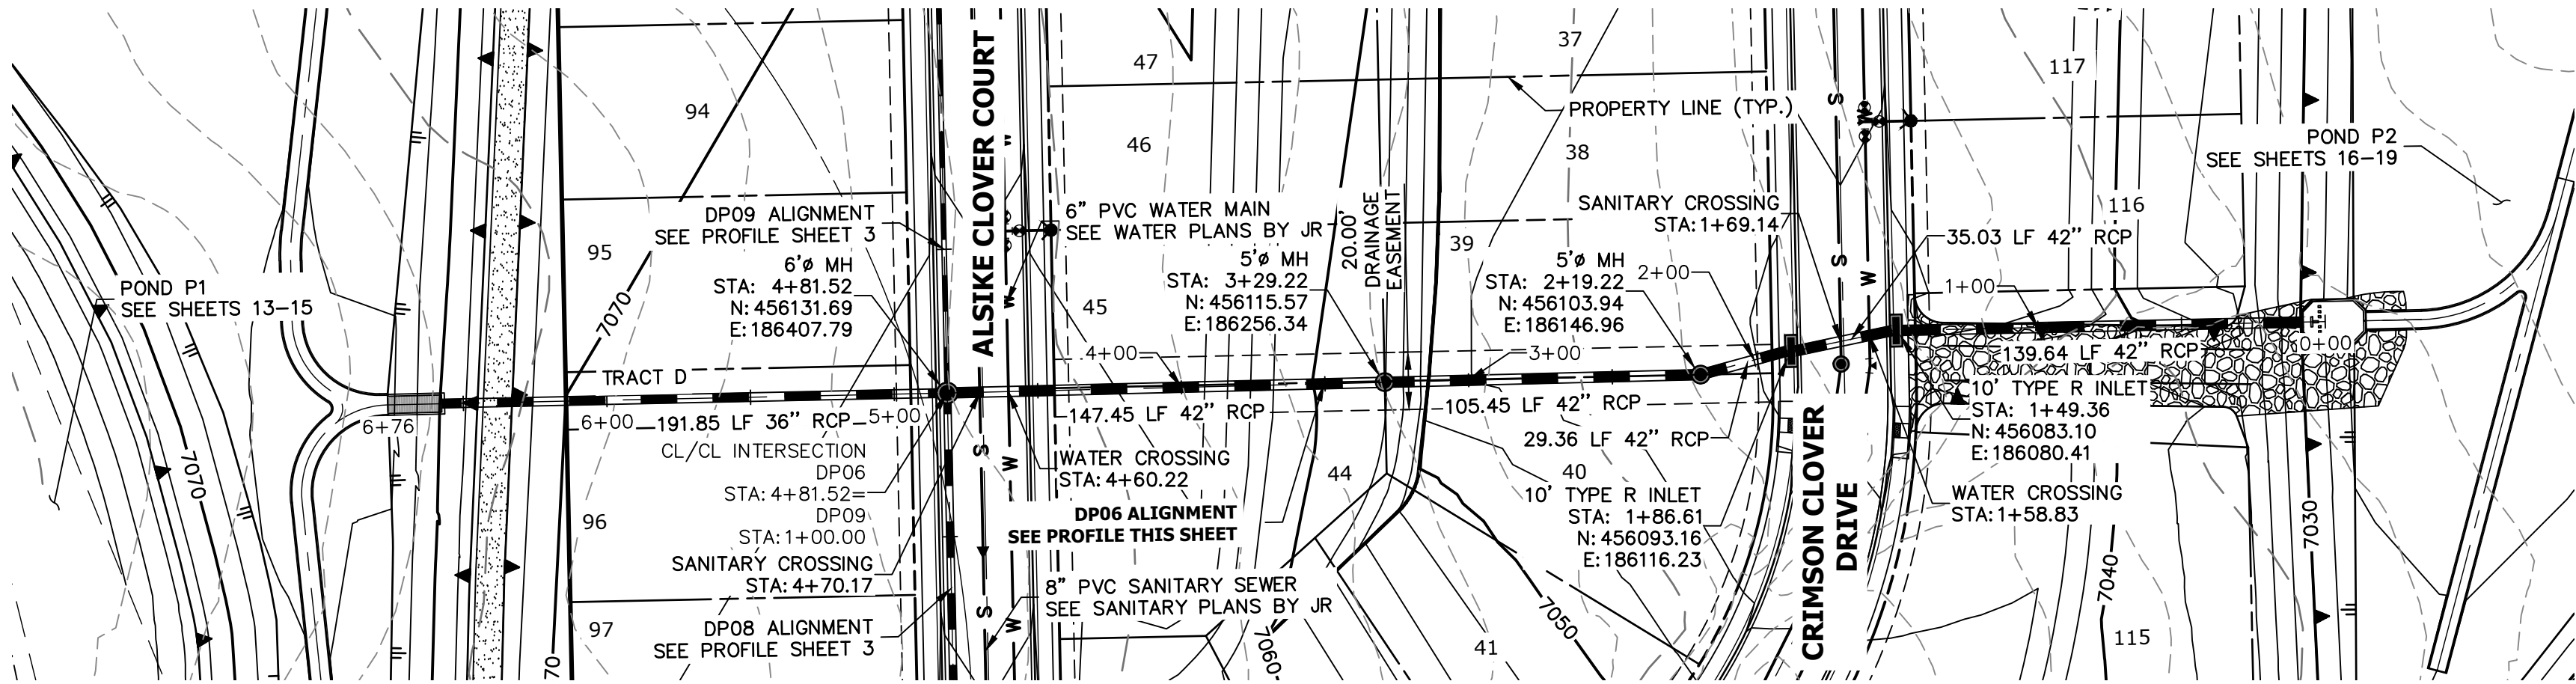 POND P1
SEE SHEETS 13-15
7070
6+76
94
95
96
97
7070
70
TRACT D
DP09 ALIGNMENT
SEE PROFILE SHEET 3
6'ø MH
STA: 4+81.52
N: 456131.69
E: 186407.79
6+00
191.85 LF 36" RCP
5+00
CL/CL INTERSECTION
DP06
STA: 4+81.52=
DP09
STA: 1+00.00
SANITARY CROSSING
STA: 4+70.17
DP08 ALIGNMENT
SEE PROFILE SHEET 3
ALSIKE CLOVER COURT
W
S
W
S
W
6" PVC WATER MAIN
SEE WATER PLANS BY JR
47
46
45
44
4+00
147.45 LF 42" RCP
WATER CROSSING
STA: 4+60.22
DP06 ALIGNMENT
SEE PROFILE THIS SHEET
8" PVC SANITARY SEWER
SEE SANITARY PLANS BY JR
7060
5'ø MH
STA: 3+29.22
N: 456115.57
E: 186256.34
20.00'
DRAINAGE
EASEMENT
37
PROPERTY LINE (TYP.)
38
39
40
41
SANITARY CROSSING
STA: 1+69.14
5'ø MH
STA: 2+19.22
N: 456103.94
E: 186146.96
2+00
3+00
105.45 LF 42" RCP
29.36 LF 42" RCP
10' TYPE R INLET
STA: 1+86.61
N: 456093.16
E: 186116.23
7050
CRIMSON CLOVER
DRIVE
S
W
S
W
117
116
115
35.03 LF 42" RCP
1+00
139.64 LF 42" RCP
0+00
10' TYPE R INLET
STA: 1+49.36
N: 456083.10
E: 186080.41
WATER CROSSING
STA: 1+58.83
7040
7030
POND P2
SEE SHEETS 16-19